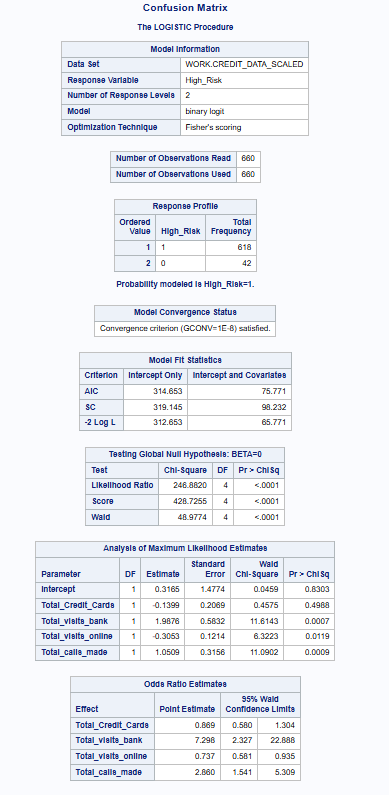 Confusion Matrix
The LOGISTIC Procedure
Model Information
Data Set WORK.CREDIT_DATA_SCALED
Response Variable High_Risk
Number of Response Levels 2
Model binary logit
Optimization Technique Fisher's scoring
Number of Observations Read 660
Number of Observations Used 660
Response Profile
Ordered Value High_Risk Total Frequency
1 1 618
2 0 42
Probability modeled is High_Risk=1.
Model Convergence Status
Convergence criterion (GCONV=1E-8) satisfied.
Model Fit Statistics
Criterion Intercept Only Intercept and Covariates
AIC 314.653 75.771
SC 319.145 98.232
-2 Log L 312.653 65.771
Testing Global Null Hypothesis: BETA=0
Test Chi-Square DF Pr > ChiSq
Likelihood Ratio 246.8820 4 <.0001
Score 428.7255 4 <.0001
Wald 48.9774 4 <.0001
Analysis of Maximum Likelihood Estimates
Parameter DF Estimate Standard Error Wald Chi-Square Pr > ChiSq
Intercept 1 0.3165 1.4774 0.0459 0.8303
Total_Credit_Cards 1 -0.1399 0.2069 0.4575 0.4988
Total_visits_bank 1 1.9876 0.5832 11.6143 0.0007
Total_visits_online 1 -0.3053 0.1214 6.3223 0.0119
Total_calls_made 1 1.0509 0.3156 11.0902 0.0009
Odds Ratio Estimates
Effect Point Estimate 95% Wald Confidence Limits
Total_Credit_Cards 0.869 0.580 1.304
Total_visits_bank 7.298 2.327 22.888
Total_visits_online 0.737 0.581 0.935
Total_calls_made 2.860 1.541 5.309